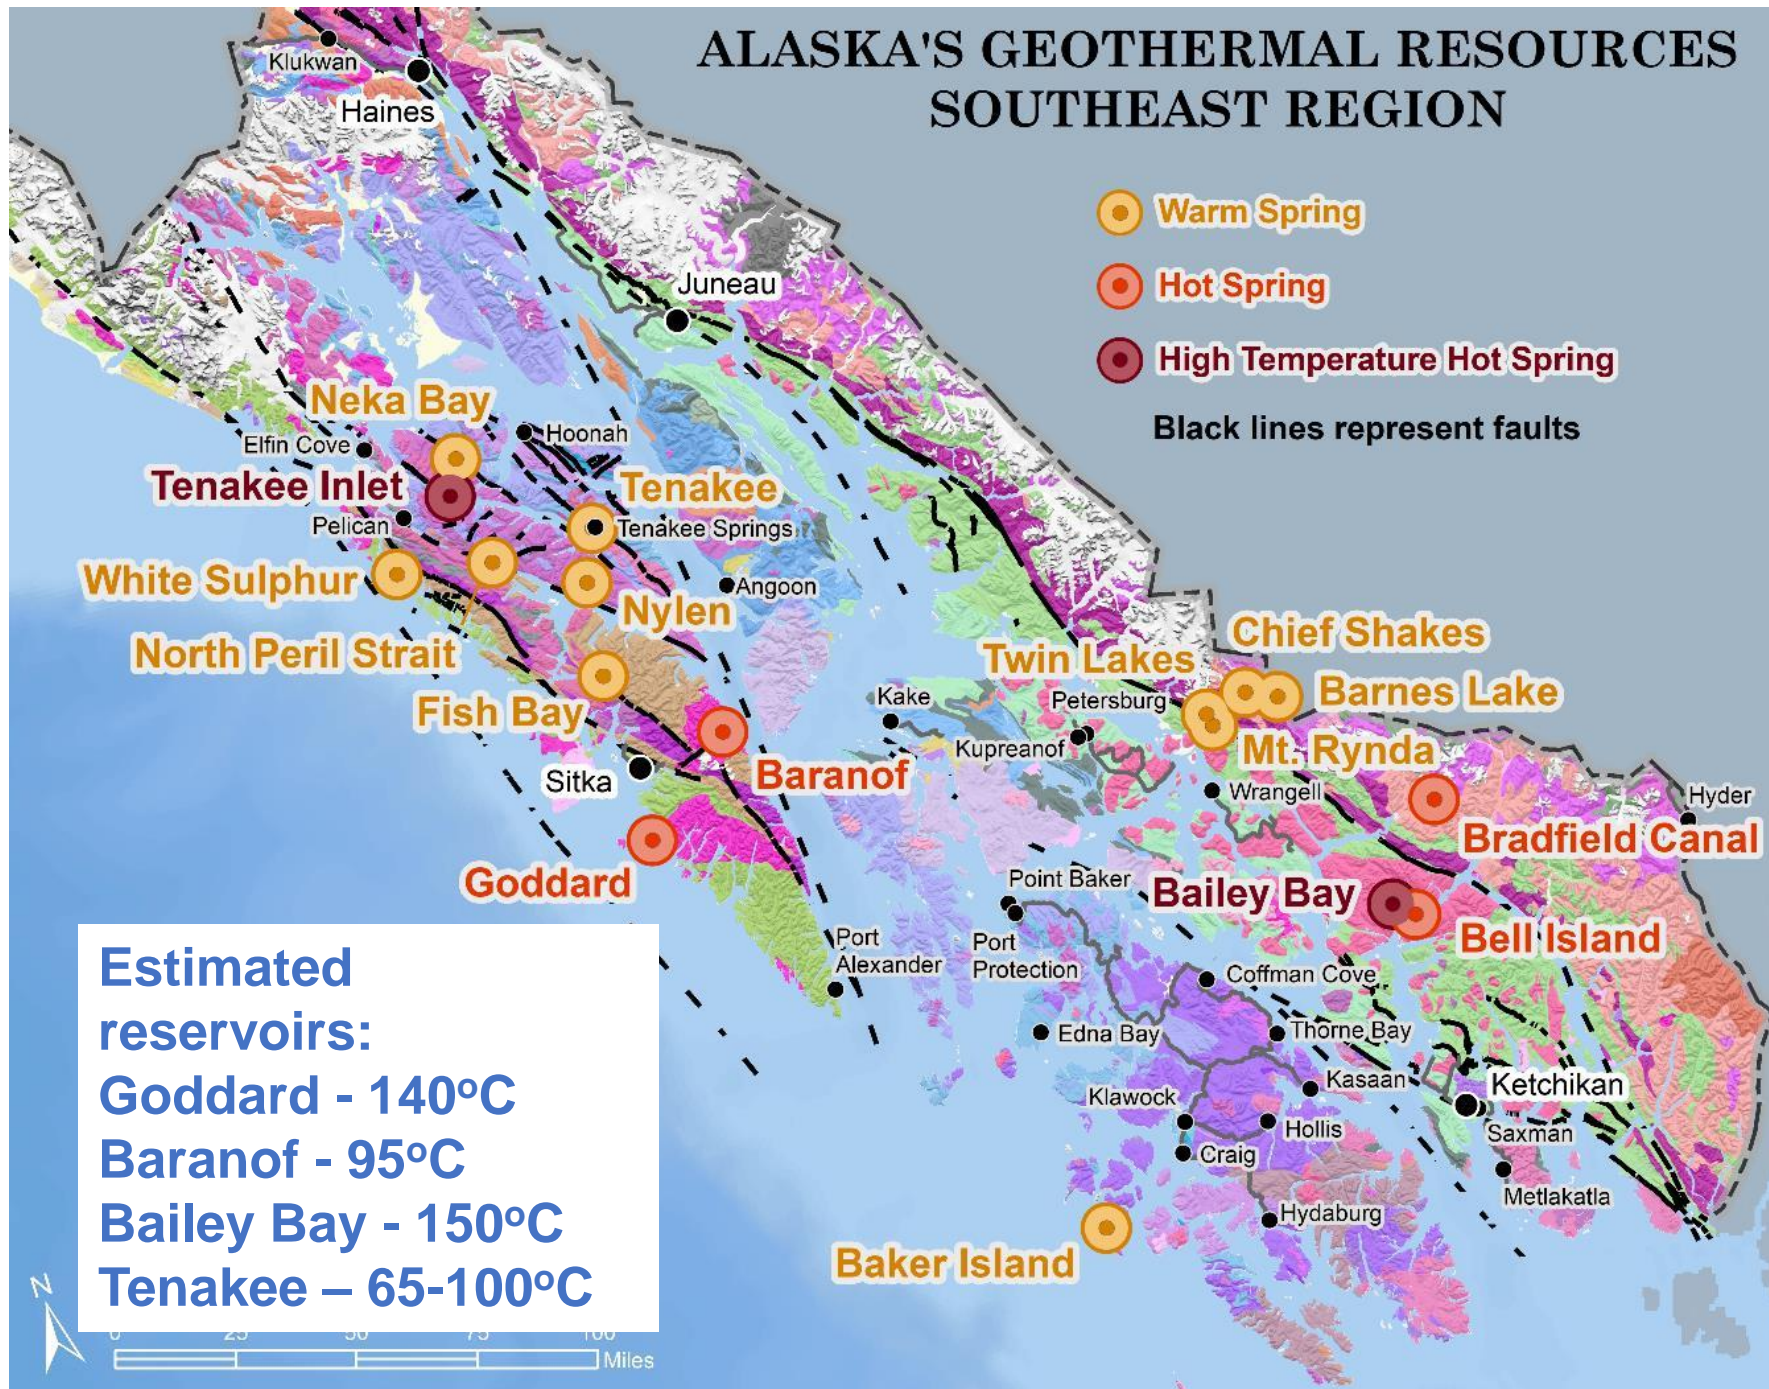 ALASKA'S GEOTHERMAL RESOURCES
SOUTHEAST REGION
Warm Spring
Hot Spring
High Temperature Hot Spring
Black lines represent faults
Klukwan
Haines
Juneau
Neka Bay
Elfin Cove
Hoonah
Tenakee Inlet
Tenakee
Pelican
Tenakee Springs
White Sulphur
Angoon
Nylen
North Peril Strait
Fish Bay
Chief Shakes
Twin Lakes
Barnes Lake
Kake
Petersburg
Kupreanof
Mt. Rynda
Sitka
Baranof
Wrangell
Hyder
Bradfield Canal
Goddard
Point Baker
Bailey Bay
Bell Island
Port
Alexander
Port
Protection
Coffman Cove
Edna Bay
Thorne Bay
Kasaan
Klawock
Ketchikan
Hollis
Saxman
Craig
Metlakatla
Hydaburg
Baker Island
Estimated
reservoirs:
Goddard - 140°C
Baranof - 95°C
Bailey Bay - 150°C
Tenakee – 65-100°C
N
0 25 50 75 100
Miles